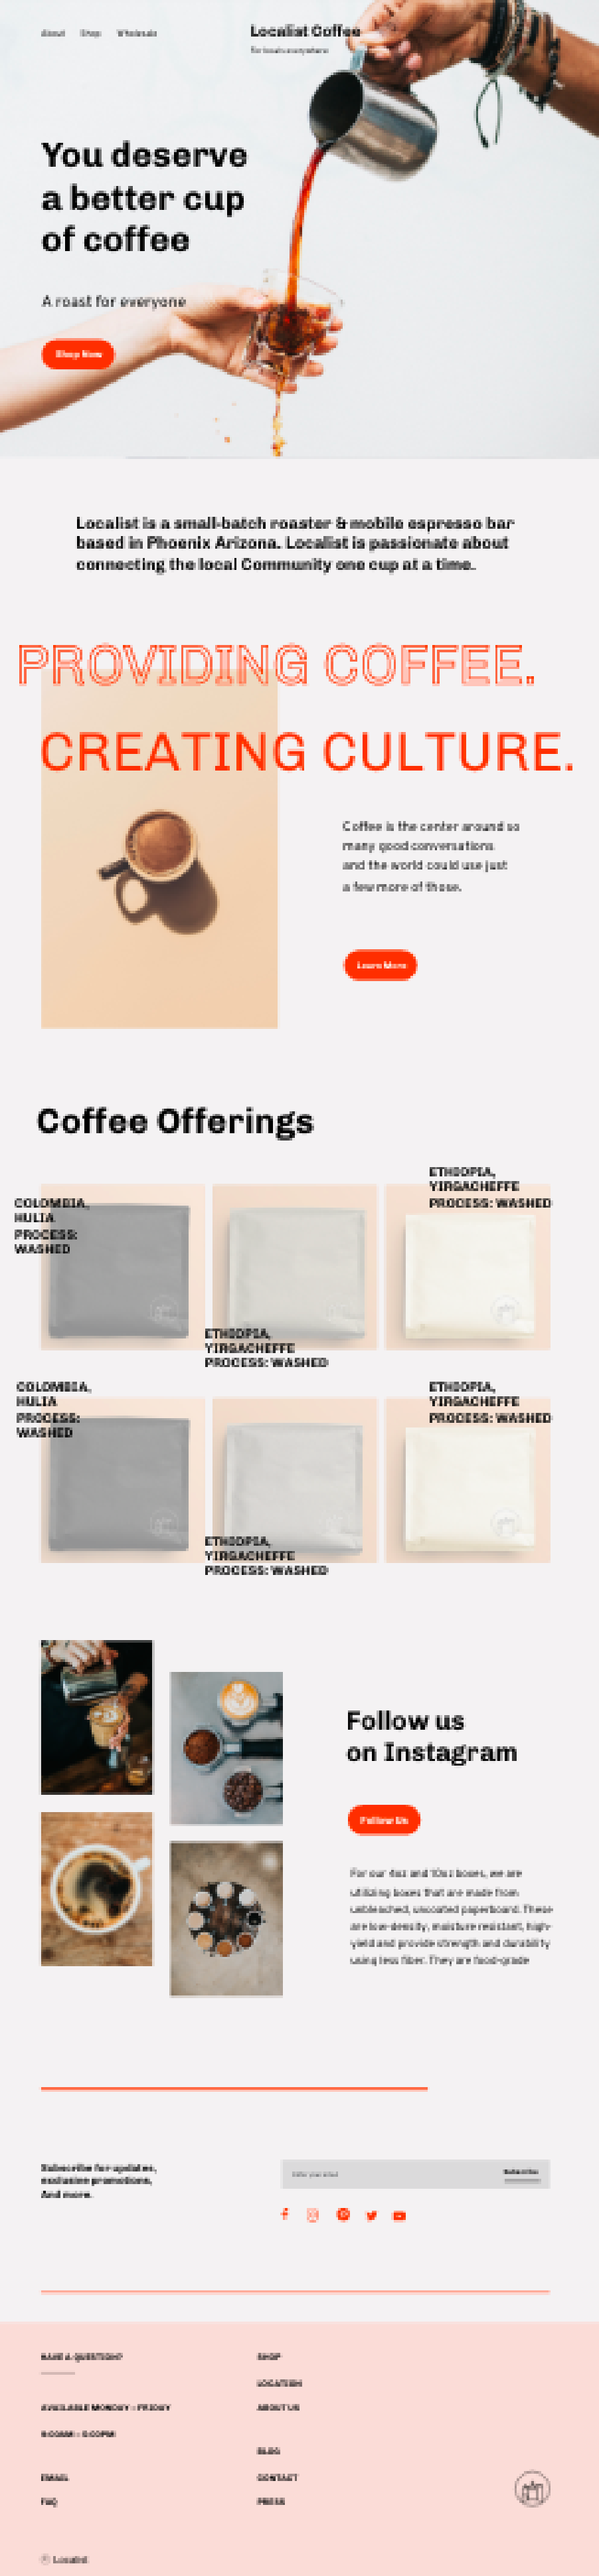 About Shop Wholesale
Localist Coffee
for locals everywhere
You deserve
a better cup
of coffee
A roast for everyone
Shop Now
Localist is a small-batch roaster & mobile espresso bar
based in Phoenix Arizona. Localist is passionate about
connecting the local Community one cup at a time.
PROVIDING COFFEE.
CREATING CULTURE.
Coffee is the center around so
many good conversations
and the world could use just
a few more of those.
Learn More
Coffee Offerings
COLOMBIA,
HULIA
PROCESS:
WASHED
ETHIOPIA,
YIRGACHEFFE
PROCESS: WASHED
ETHIOPIA,
YIRGACHEFFE
PROCESS: WASHED
COLOMBIA,
HULIA
PROCESS:
WASHED
ETHIOPIA,
YIRGACHEFFE
PROCESS: WASHED
ETHIOPIA,
YIRGACHEFFE
PROCESS: WASHED
Follow us
on Instagram
Follow Us
For our 4oz and 10oz boxes, we are
utilizing boxes that are made from
unbleached, uncoated paperboard. These
are low-density, moisture resistant, high-
yield and provide strength and durability
using less fiber. They are food-grade
Subscribe for updates,
exclusive promotions,
And more.
Enter your email
Subscribe
HAVE A QUESTION?
AVAILABLE MONDAY - FRIDAY
EMAIL
FAQ
SHOP
LOCATION
ABOUT US
BLOG
CONTACT
PRESS
© Localist